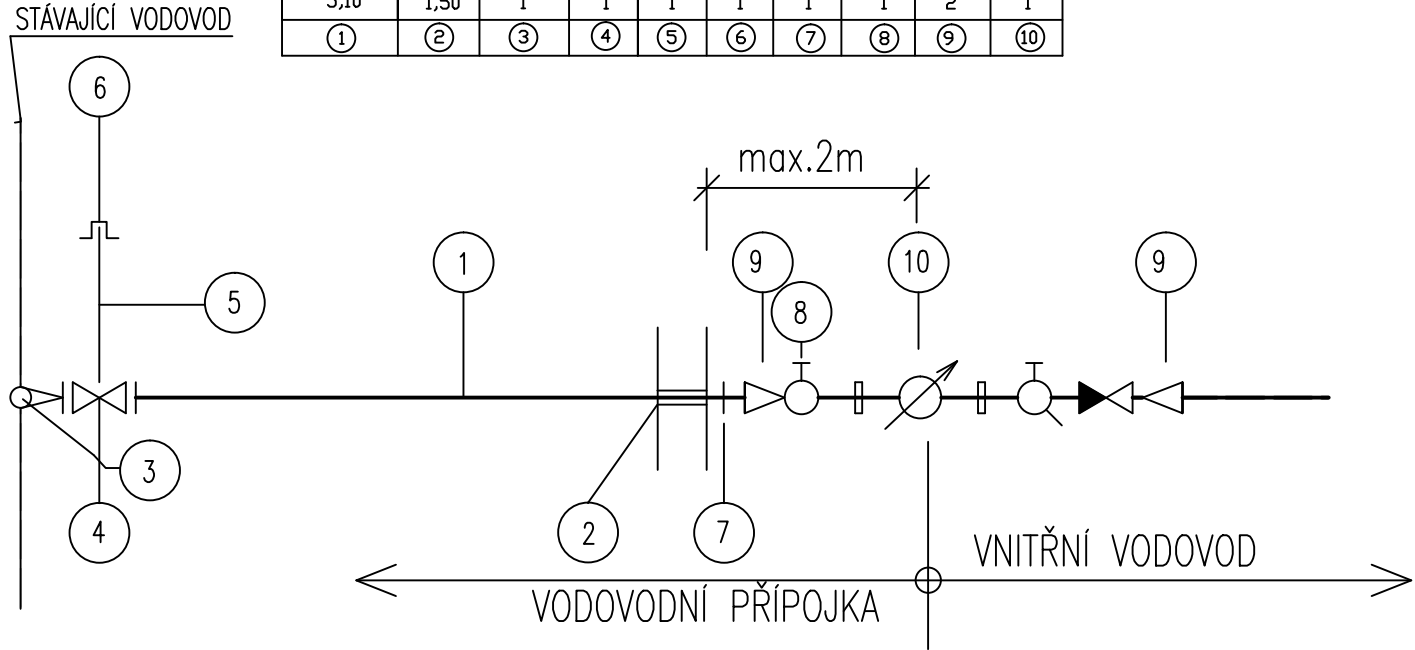 STÁVAJÍCÍ VODOVOD
1,50 1 1 1 1 1 1 2 1
1 2 3 4 5 6 7 8 9 10
6
max.2m
1 9 10 9
5 8
3
4 2 7
VNITŘNÍ VODOVOD
VODOVODNÍ PŘÍPOJKA